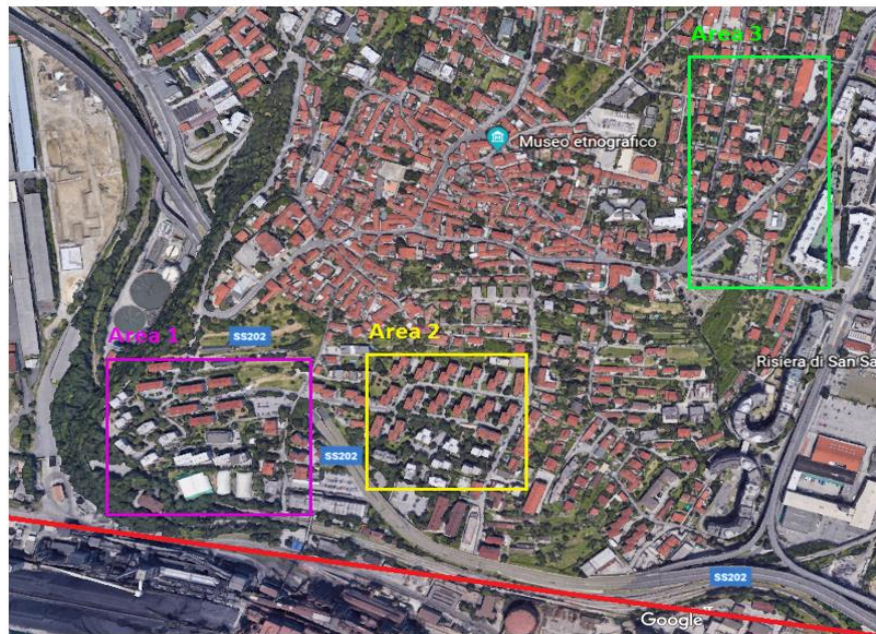 Area 3
Museo etnografico
Area 1
SS202
Area 2
Risiera di San Sa
SS202
SS202
Google